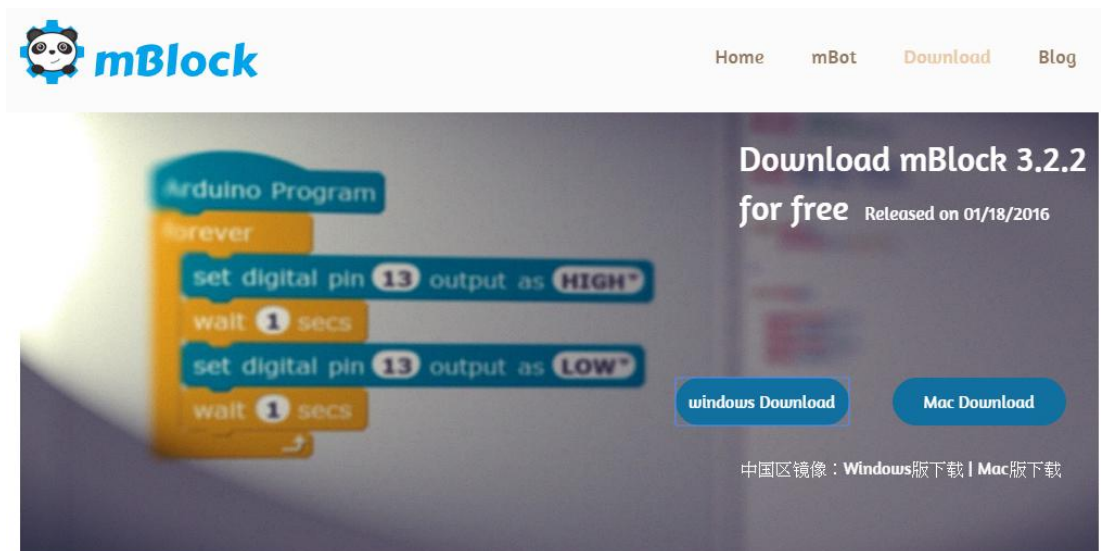 mBlock
Home mBot Download Blog
Download mBlock 3.2.2
for free Released on 01/18/2016
Arduino Program
forever
set digital pin 13 output as HIGH
wait 1 secs
set digital pin 13 output as LOW
wait 1 secs
windows Download Mac Download
中国区镜像：Windows版下载 | Mac版下载